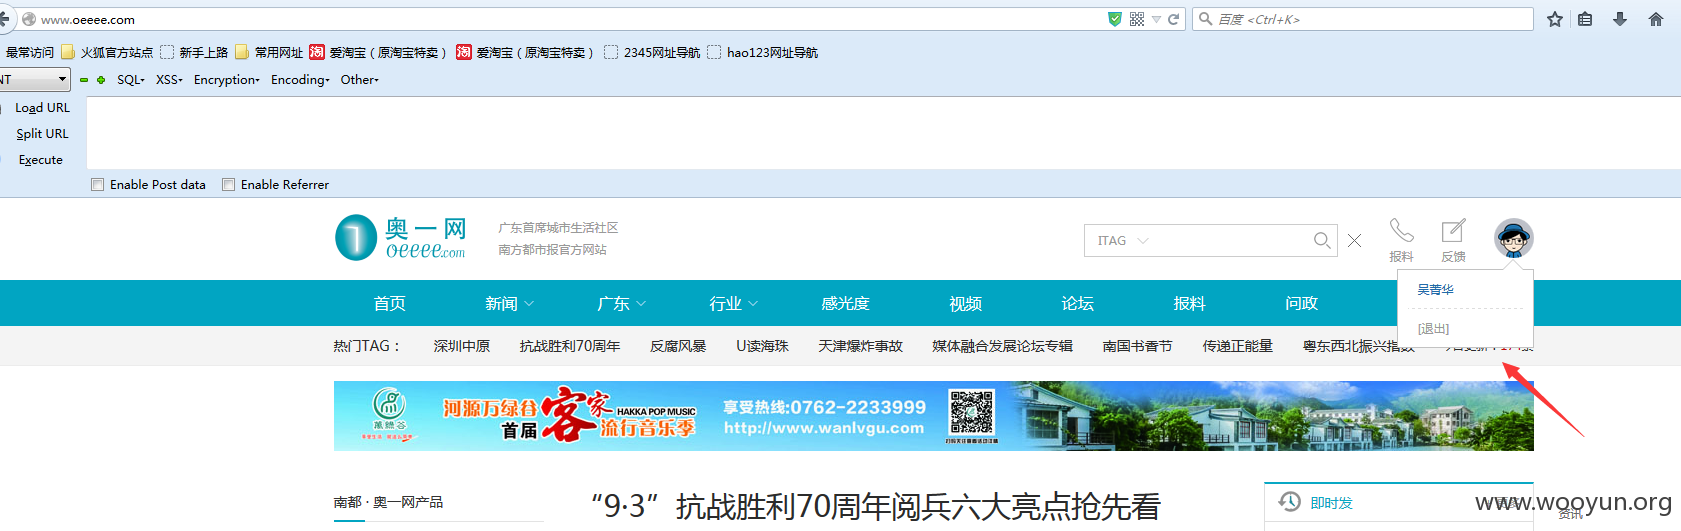 www.oeeee.com
百度 <Ctrl+K>
最常访问 火狐官方站点 新手上路 常用网址 淘 爱淘宝（原淘宝特卖） 淘 爱淘宝（原淘宝特卖） 2345网址导航 hao123网址导航
NT SQL XSS Encryption Encoding Other
Load URL
Split URL
Execute
Enable Post data Enable Referrer
奥一网
oeeee.com
广东首席城市生活社区
南方都市报官方网站
ITAG
报料 反馈
吴菁华
[退出]
首页 新闻 广东 行业 感光度 视频 论坛 报料 问政
热门TAG： 深圳中原 抗战胜利70周年 反腐风暴 U读海珠 天津爆炸事故 媒体融合发展论坛专辑 南国书香节 传递正能量 粤东西北振兴指数
萬綠谷
河源万绿谷
首届
客家
HAKKA POP MUSIC
流行音乐季
享受热线:0762-2233999
http://www.wanlvgu.com
南都 · 奥一网产品
“9·3”抗战胜利70周年阅兵六大亮点抢先看
即时发
资讯
www.wooyun.org